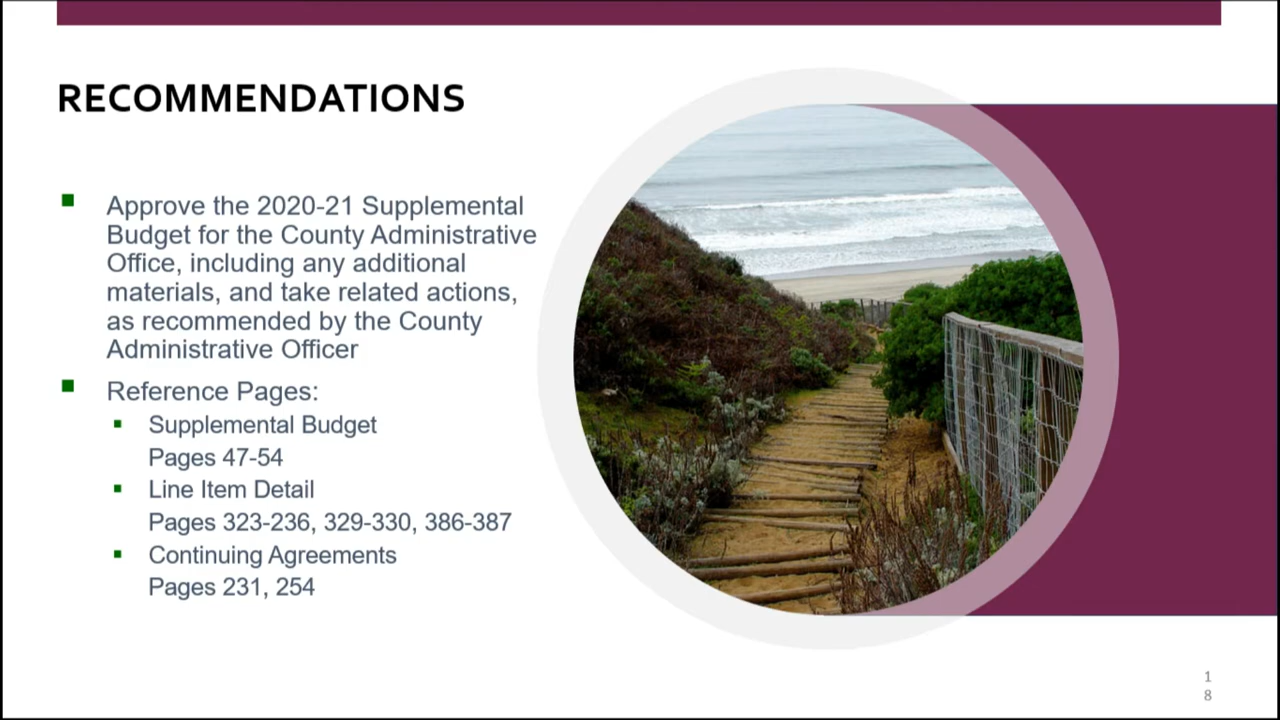 RECOMMENDATIONS
Approve the 2020-21 Supplemental
Budget for the County Administrative
Office, including any additional
materials, and take related actions,
as recommended by the County
Administrative Officer
Reference Pages:
Supplemental Budget
Pages 47-54
Line Item Detail
Pages 323-236, 329-330, 386-387
Continuing Agreements
Pages 231, 254
1
8